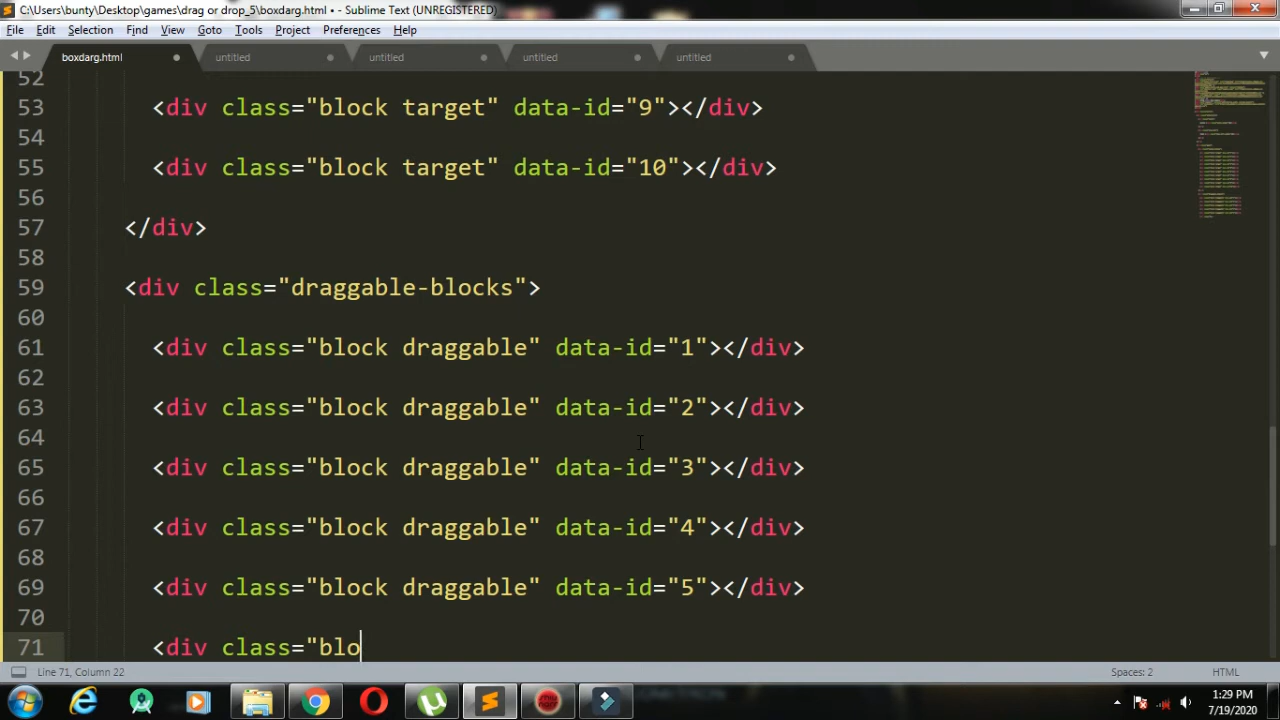 C:\Users\bunty\Desktop\games\drag or drop_5\boxdarg.html • - Sublime Text (UNREGISTERED)
File Edit Selection Find View Goto Tools Project Preferences Help
boxdarg.html untitled untitled untitled untitled
52
53 <div class="block target" data-id="9"></div>
54
55 <div class="block target" data-id="10"></div>
56
57 </div>
58
59 <div class="draggable-blocks">
60
61 <div class="block draggable" data-id="1"></div>
62
63 <div class="block draggable" data-id="2"></div>
64
65 <div class="block draggable" data-id="3"></div>
66
67 <div class="block draggable" data-id="4"></div>
68
69 <div class="block draggable" data-id="5"></div>
70
71 <div class="blo
Line 71, Column 22 Spaces: 2 HTML
1:29 PM
7/19/2020